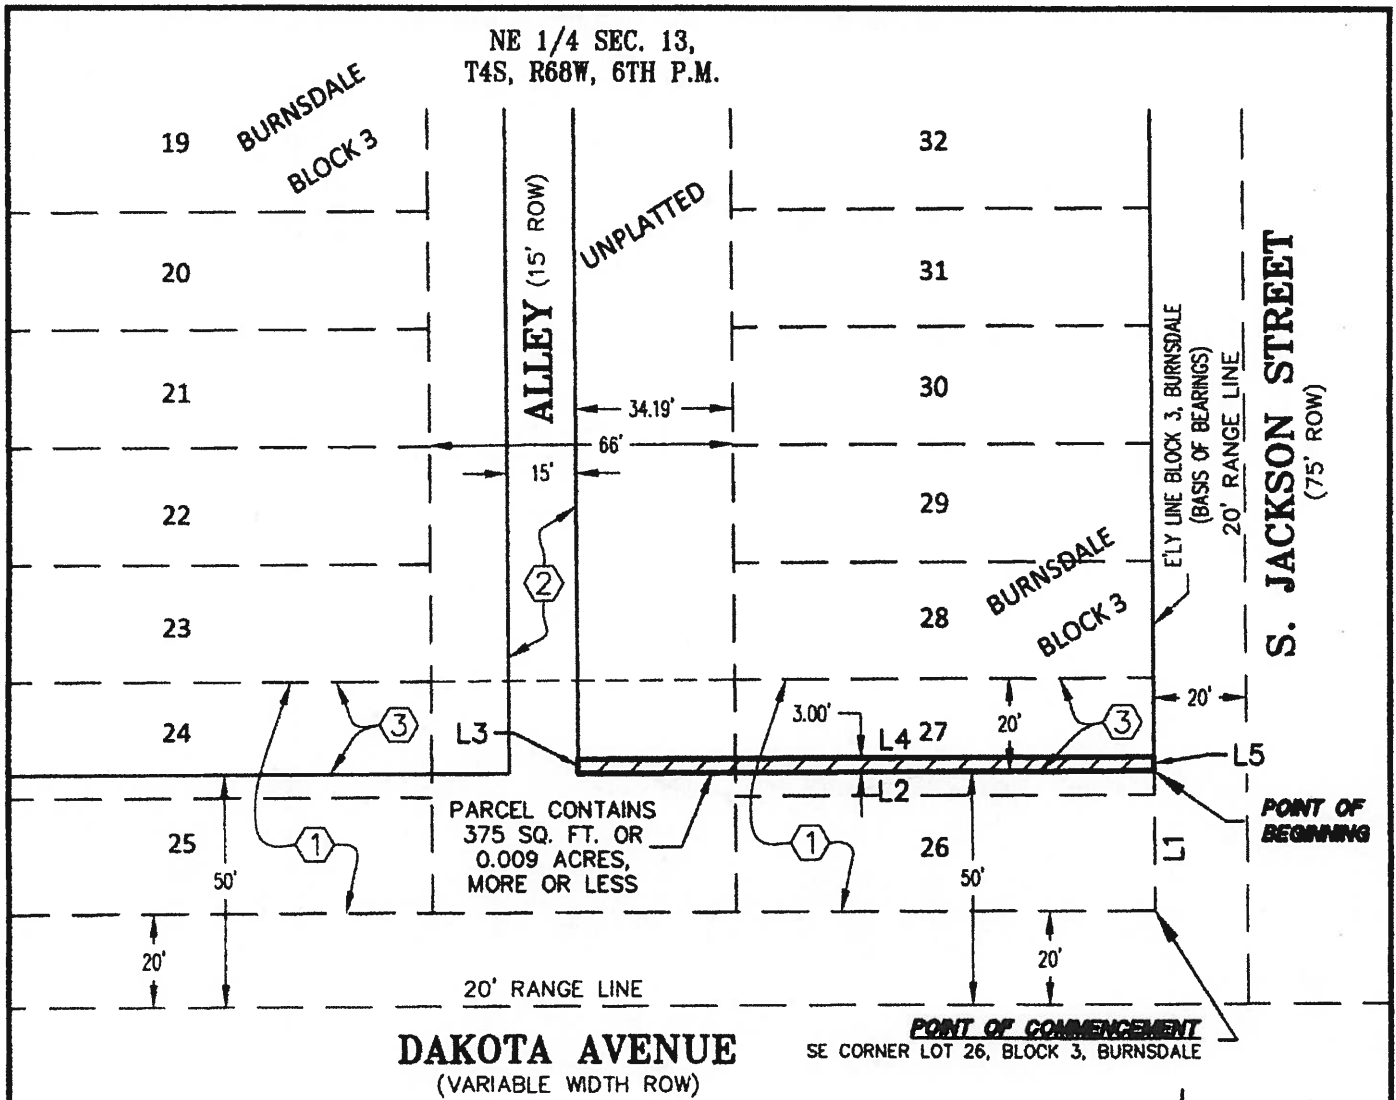 NE 1/4 SEC. 13,
T4S, R68W, 6TH P.M.
BURNSDALE
BLOCK 3
19
20
21
22
23
24
25
ALLEY (15' ROW)
UNPLATTED
34.19'
66'
15'
2
32
31
30
29
28
27
26
BURNSDALE
BLOCK 3
E'LY LINE BLOCK 3, BURNSDALE
(BASIS OF BEARINGS)
20' RANGE LINE
S. JACKSON STREET
(75' ROW)
20'
3
L3
3.00'
L4
20'
3
L5
L2
POINT OF
BEGINNING
PARCEL CONTAINS
375 SQ. FT. OR
0.009 ACRES,
MORE OR LESS
1
1
L1
50'
50'
20'
20'
20' RANGE LINE
POINT OF COMMENCEMENT
SE CORNER LOT 26, BLOCK 3, BURNSDALE
DAKOTA AVENUE
(VARIABLE WIDTH ROW)